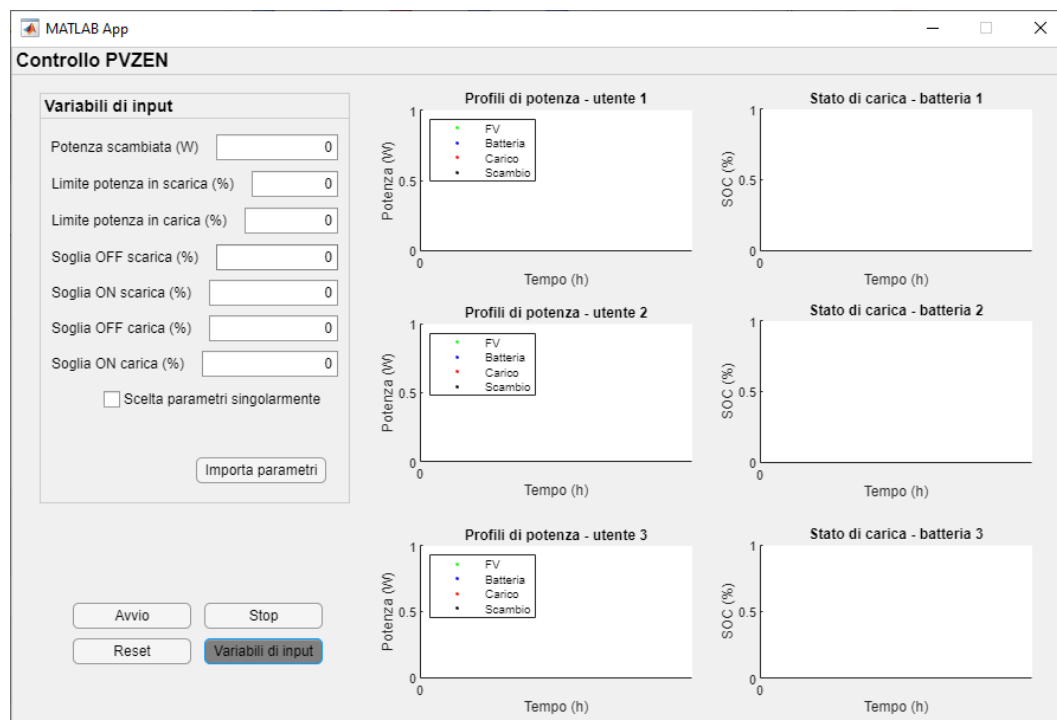 MATLAB App
Controllo PVZEN
Variabili di input
Potenza scambiata (W) 0
Limite potenza in scarica (%) 0
Limite potenza in carica (%) 0
Soglia OFF scarica (%) 0
Soglia ON scarica (%) 0
Soglia OFF carica (%) 0
Soglia ON carica (%) 0
Scelta parametri singolarmente
Importa parametri
Avvio
Stop
Reset
Variabili di input
Profili di potenza - utente 1
1
0.5
0
0
Potenza (W)
FV
Batteria
Carico
Scambio
Tempo (h)
Stato di carica - batteria 1
1
0.5
0
0
SOC (%)
Tempo (h)
Profili di potenza - utente 2
1
0.5
0
0
Potenza (W)
FV
Batteria
Carico
Scambio
Tempo (h)
Stato di carica - batteria 2
1
0.5
0
0
SOC (%)
Tempo (h)
Profili di potenza - utente 3
1
0.5
0
0
Potenza (W)
FV
Batteria
Carico
Scambio
Tempo (h)
Stato di carica - batteria 3
1
0.5
0
0
SOC (%)
Tempo (h)